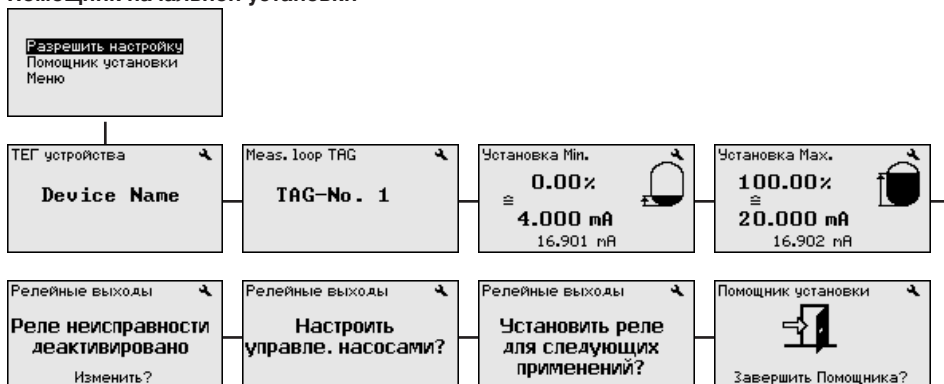 Помощник начальной установки
Разрешить настройку
Помощник установки
Меню
ТЕГ устройства
Device Name
Meas. loop TAG
TAG-No. 1
Установка Min.
0.00%
≙
4.000 mA
16.901 mA
Установка Max.
100.00%
≙
20.000 mA
16.902 mA
Релейные выходы
Реле неисправности
деактивировано
Изменить?
Релейные выходы
Настроить
управле. насосами?
Релейные выходы
Установить реле
для следующих
применений?
Помощник установки
Завершить Помощника?